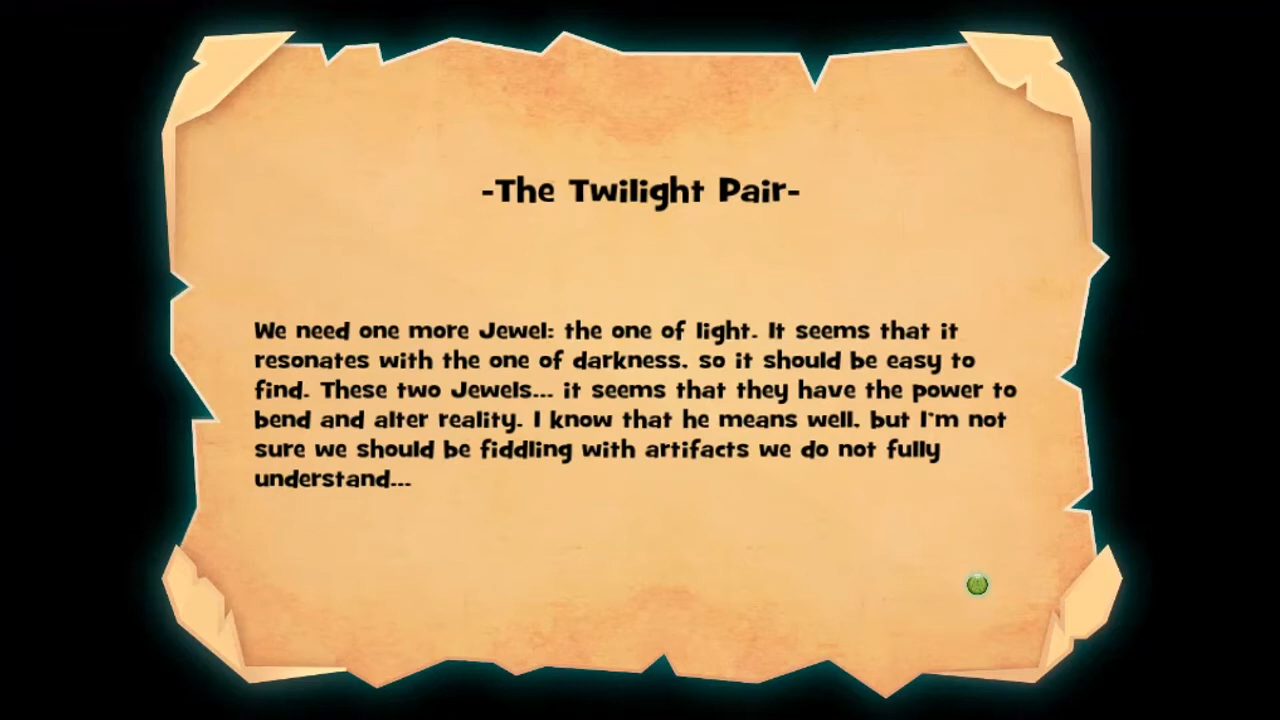 -The Twilight Pair-
We need one more Jewel: the one of light. It seems that it
resonates with the one of darkness, so it should be easy to
find. These two Jewels... it seems that they have the power to
bend and alter reality. I know that he means well, but I'm not
sure we should be fiddling with artifacts we do not fully
understand...